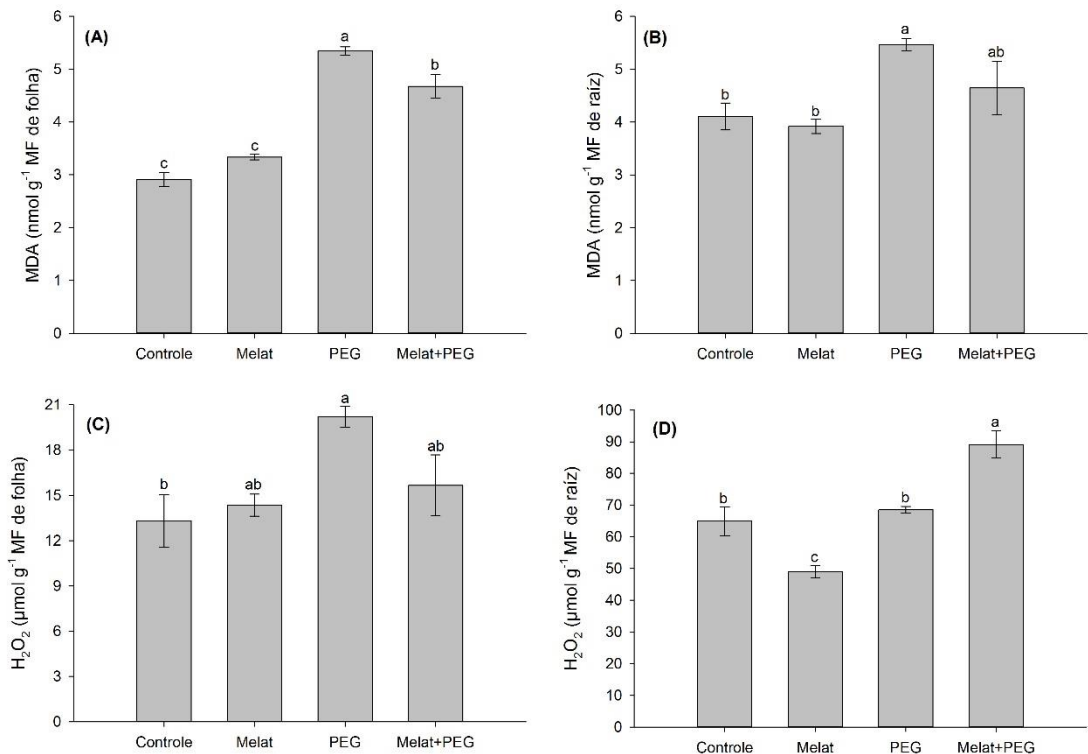 (A)
MDA (nmol g⁻¹ MF de folha)
6
5
4
3
2
1
0
c
c
a
b
Controle Melat PEG Melat+PEG
(B)
MDA (nmol g⁻¹ MF de raíz)
6
5
4
3
2
1
0
b
b
a
ab
Controle Melat PEG Melat+PEG
(C)
H₂O₂ (µmol g⁻¹ MF de folha)
21
18
15
12
9
6
3
0
b
ab
a
ab
Controle Melat PEG Melat+PEG
(D)
H₂O₂ (µmol g⁻¹ MF de raíz)
100
90
80
70
60
50
40
30
20
10
0
b
c
b
a
Controle Melat PEG Melat+PEG